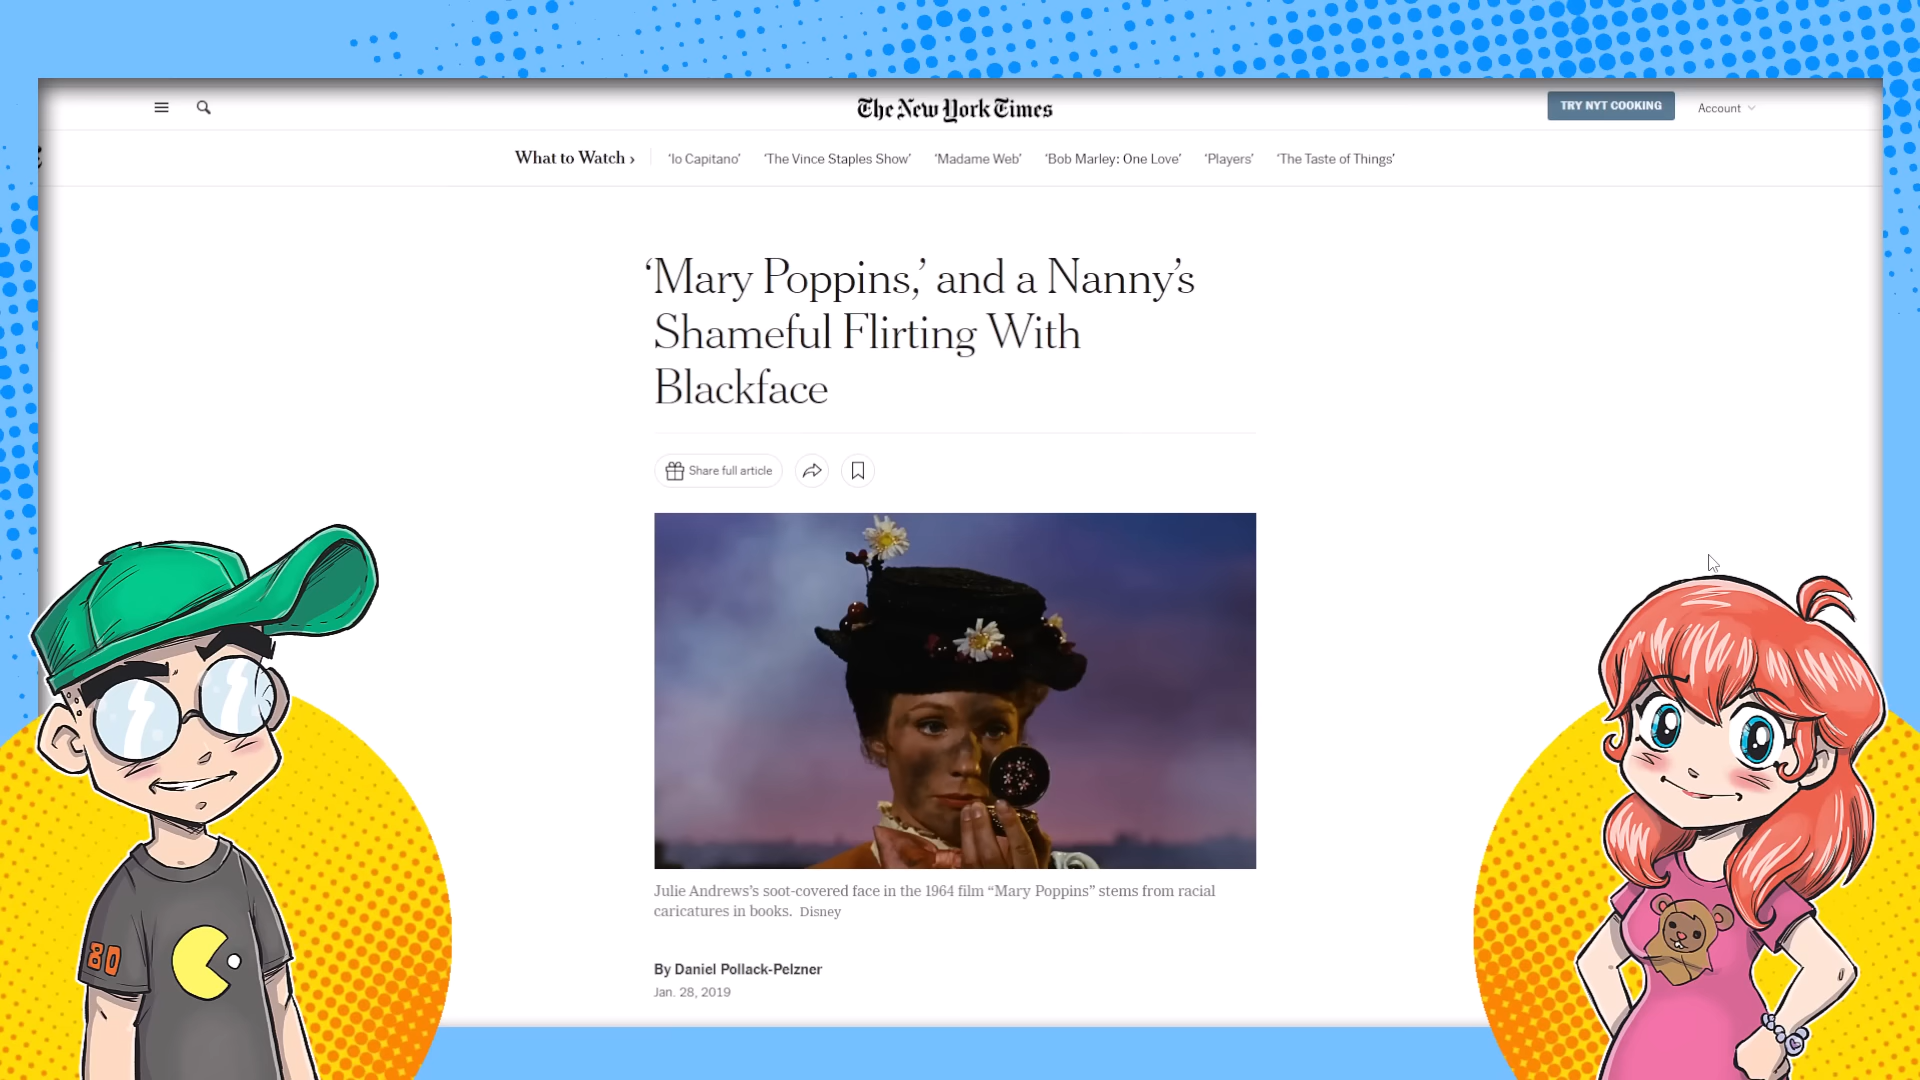 The New York Times
TRY NYT COOKING
Account
What to Watch ›
‘Io Capitano’ ‘The Vince Staples Show’ ‘Madame Web’ ‘Bob Marley: One Love’ ‘Players’ ‘The Taste of Things’
‘Mary Poppins,’ and a Nanny’s
Shameful Flirting With
Blackface
Share full article
Julie Andrews’s soot-covered face in the 1964 film “Mary Poppins” stems from racial
caricatures in books. Disney
By Daniel Pollack-Pelzner
Jan. 28, 2019
80